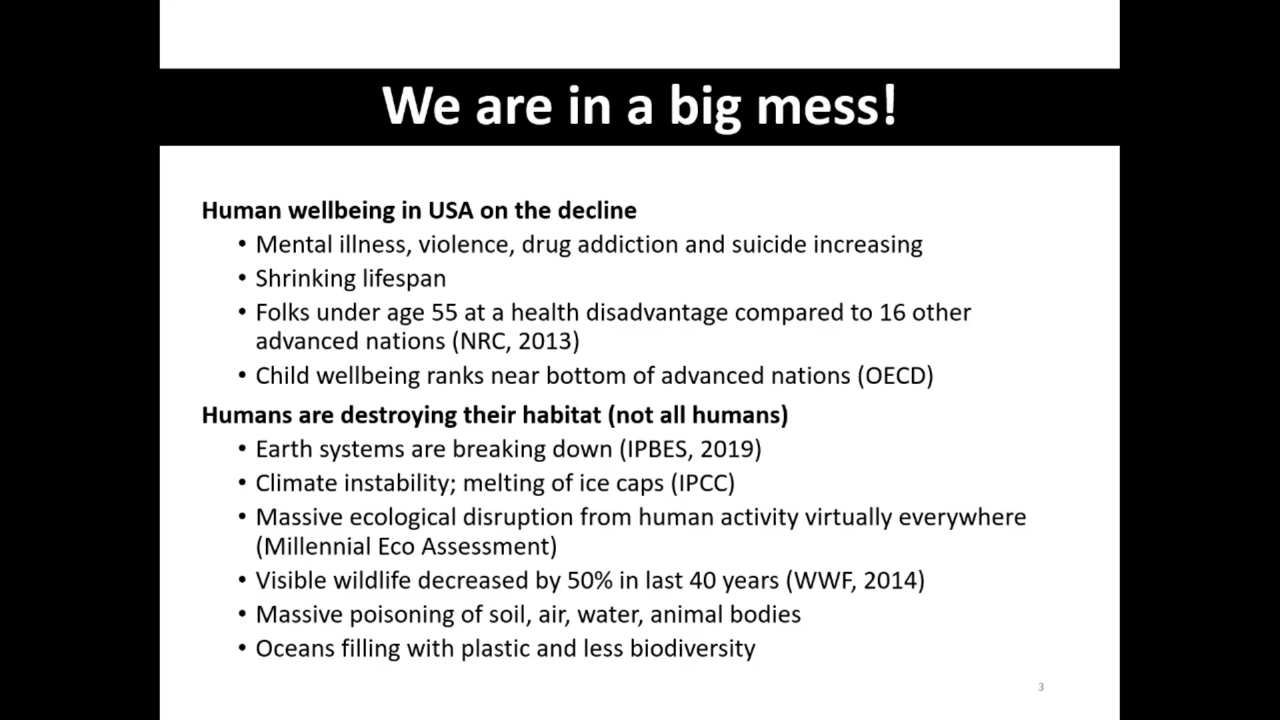 We are in a big mess!
Human wellbeing in USA on the decline
• Mental illness, violence, drug addiction and suicide increasing
• Shrinking lifespan
• Folks under age 55 at a health disadvantage compared to 16 other
advanced nations (NRC, 2013)
• Child wellbeing ranks near bottom of advanced nations (OECD)
Humans are destroying their habitat (not all humans)
• Earth systems are breaking down (IPBES, 2019)
• Climate instability; melting of ice caps (IPCC)
• Massive ecological disruption from human activity virtually everywhere
(Millennial Eco Assessment)
• Visible wildlife decreased by 50% in last 40 years (WWF, 2014)
• Massive poisoning of soil, air, water, animal bodies
• Oceans filling with plastic and less biodiversity
3